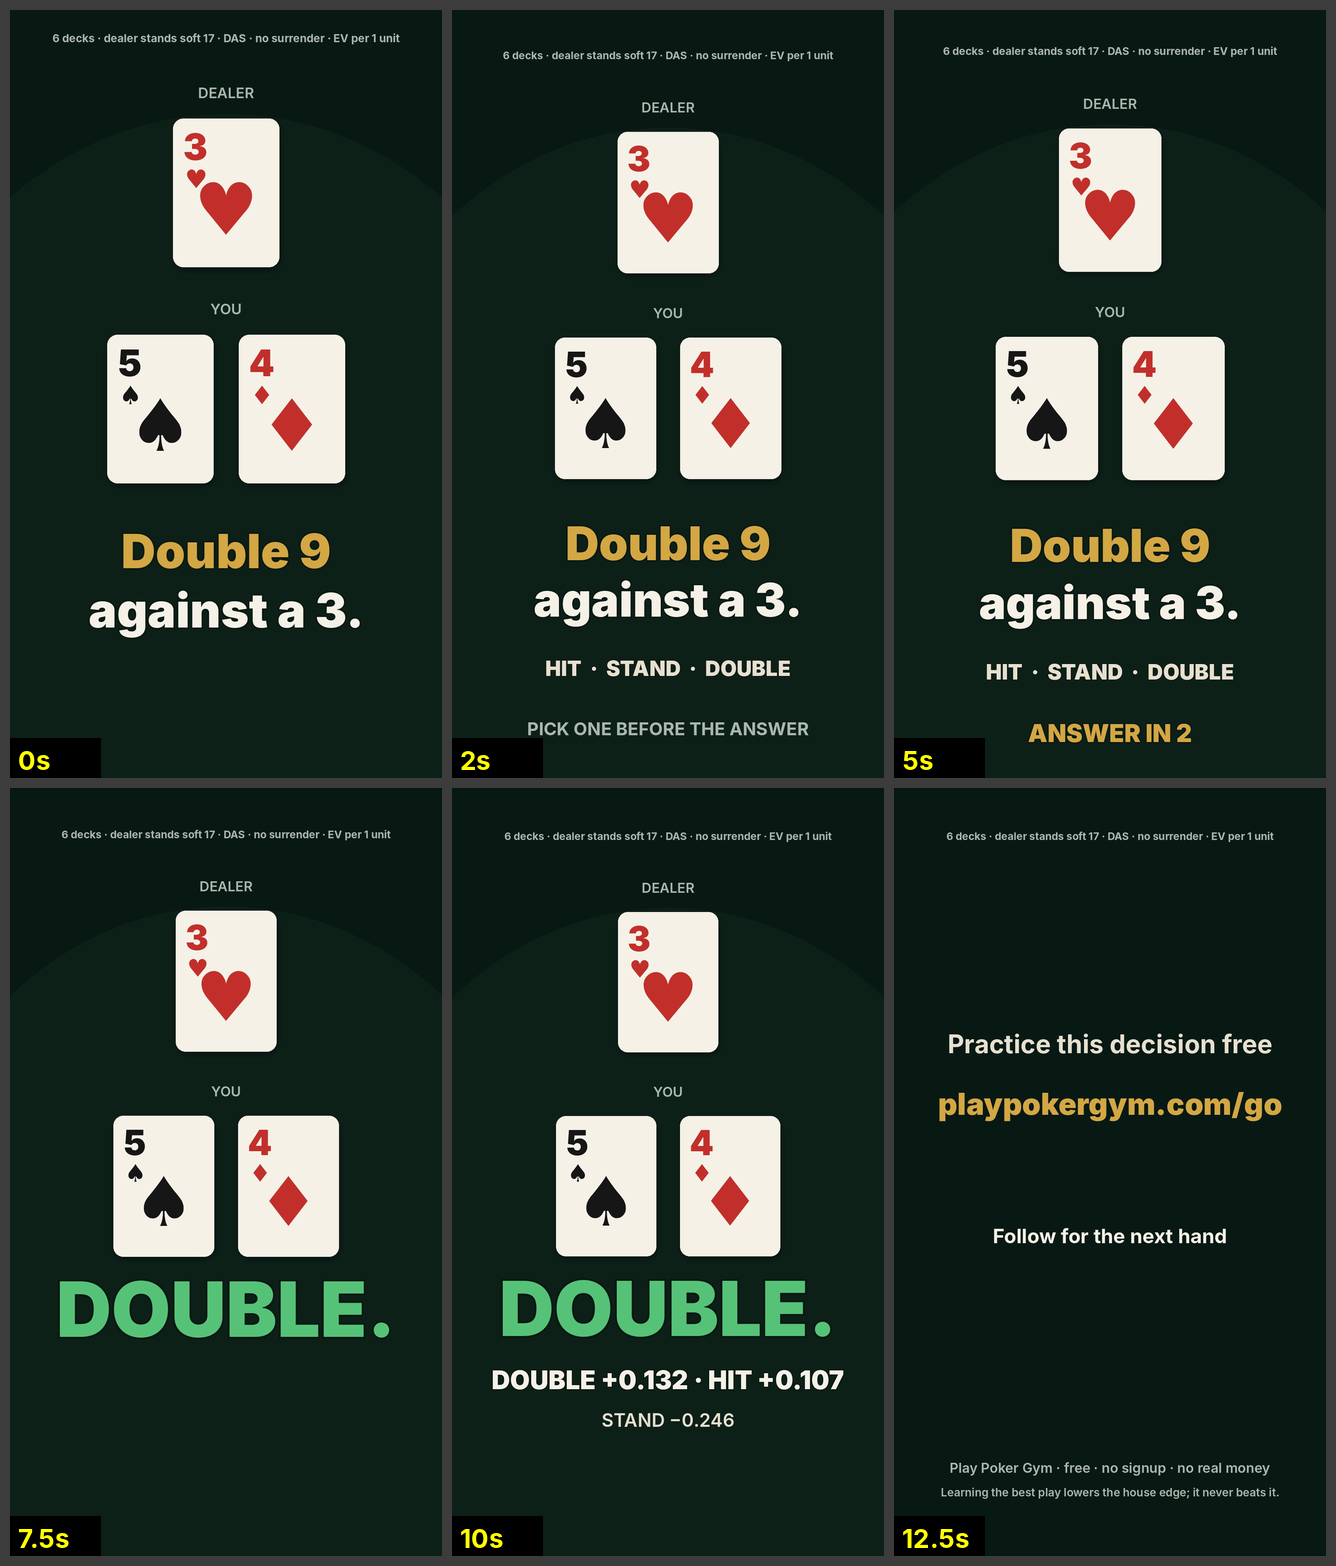 6 decks · dealer stands soft 17 · DAS · no surrender · EV per 1 unit
DEALER
3
YOU
5
4
Double 9
against a 3.
0s
6 decks · dealer stands soft 17 · DAS · no surrender · EV per 1 unit
DEALER
3
YOU
5
4
Double 9
against a 3.
HIT · STAND · DOUBLE
PICK ONE BEFORE THE ANSWER
2s
6 decks · dealer stands soft 17 · DAS · no surrender · EV per 1 unit
DEALER
3
YOU
5
4
Double 9
against a 3.
HIT · STAND · DOUBLE
ANSWER IN 2
5s
6 decks · dealer stands soft 17 · DAS · no surrender · EV per 1 unit
DEALER
3
YOU
5
4
DOUBLE.
7.5s
6 decks · dealer stands soft 17 · DAS · no surrender · EV per 1 unit
DEALER
3
YOU
5
4
DOUBLE.
DOUBLE +0.132 · HIT +0.107
STAND −0.246
10s
6 decks · dealer stands soft 17 · DAS · no surrender · EV per 1 unit
Practice this decision free
playpokergym.com/go
Follow for the next hand
Play Poker Gym · free · no signup · no real money
Learning the best play lowers the house edge; it never beats it.
12.5s